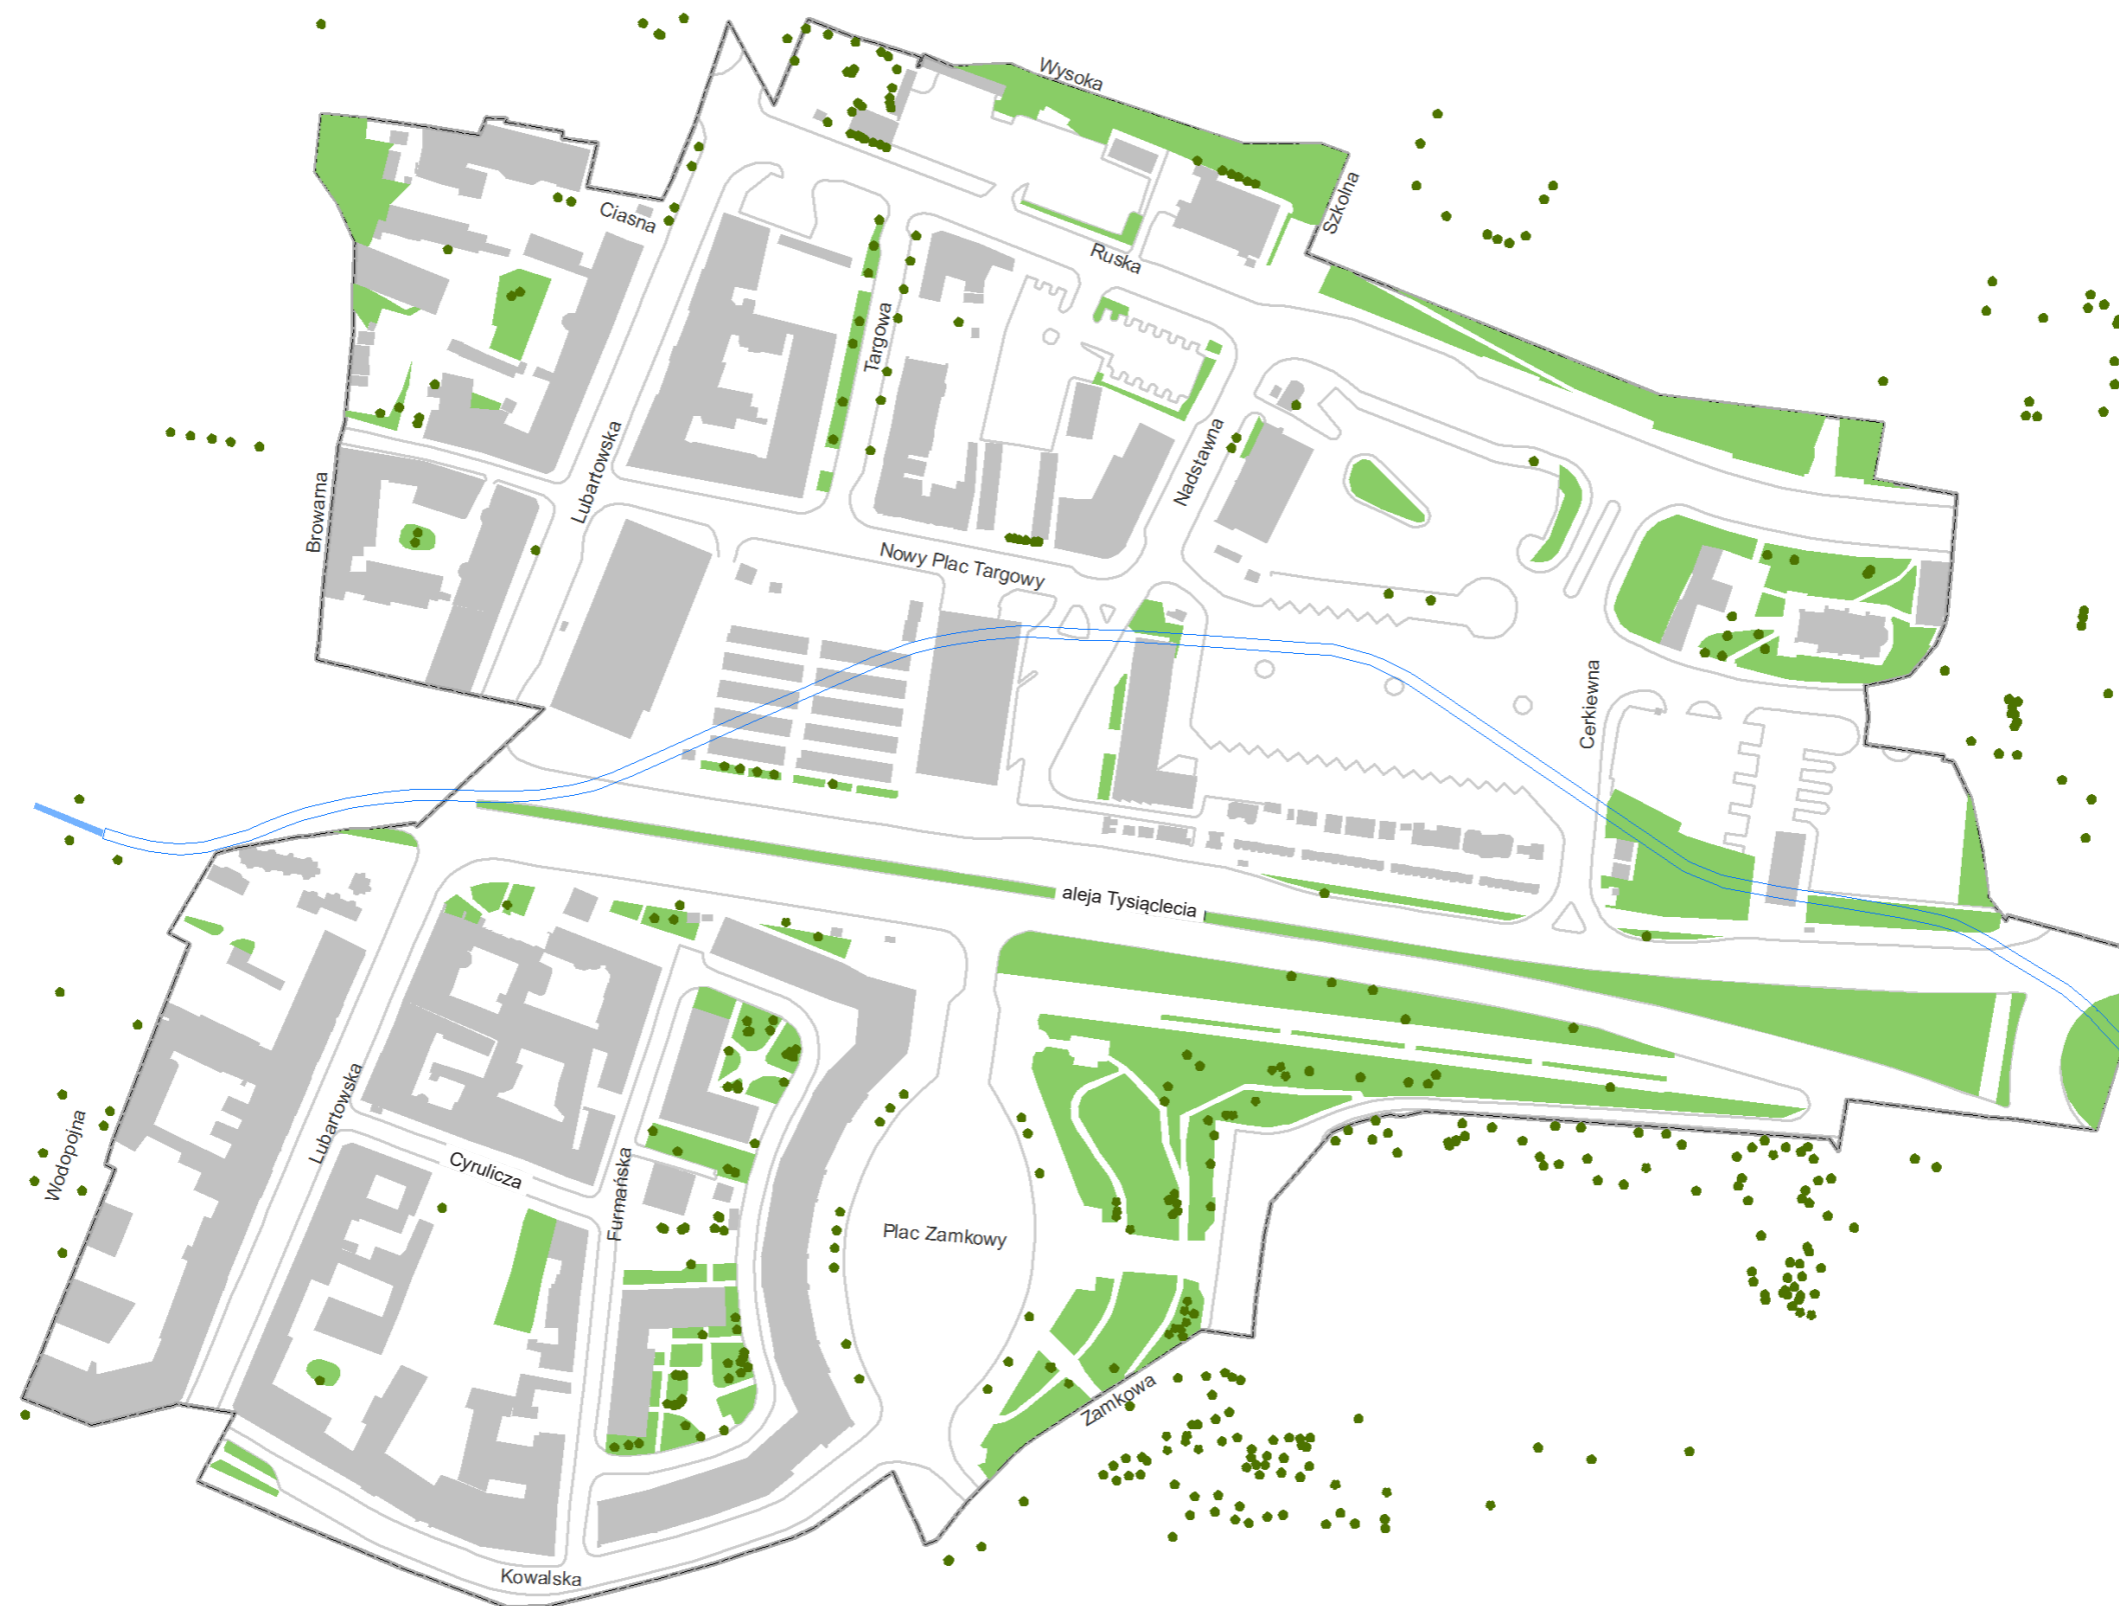 Wysoka
Szkolna
Ciasna
Ruska
Targowa
Lubartowska
Nadstawna
Browarna
Nowy Plac Targowy
Cerkiewna
aleja Tysiąclecia
Lubartowska
Wodopojna
Cyrulicza
Furmańska
Plac Zamkowy
Zamkowa
Kowalska